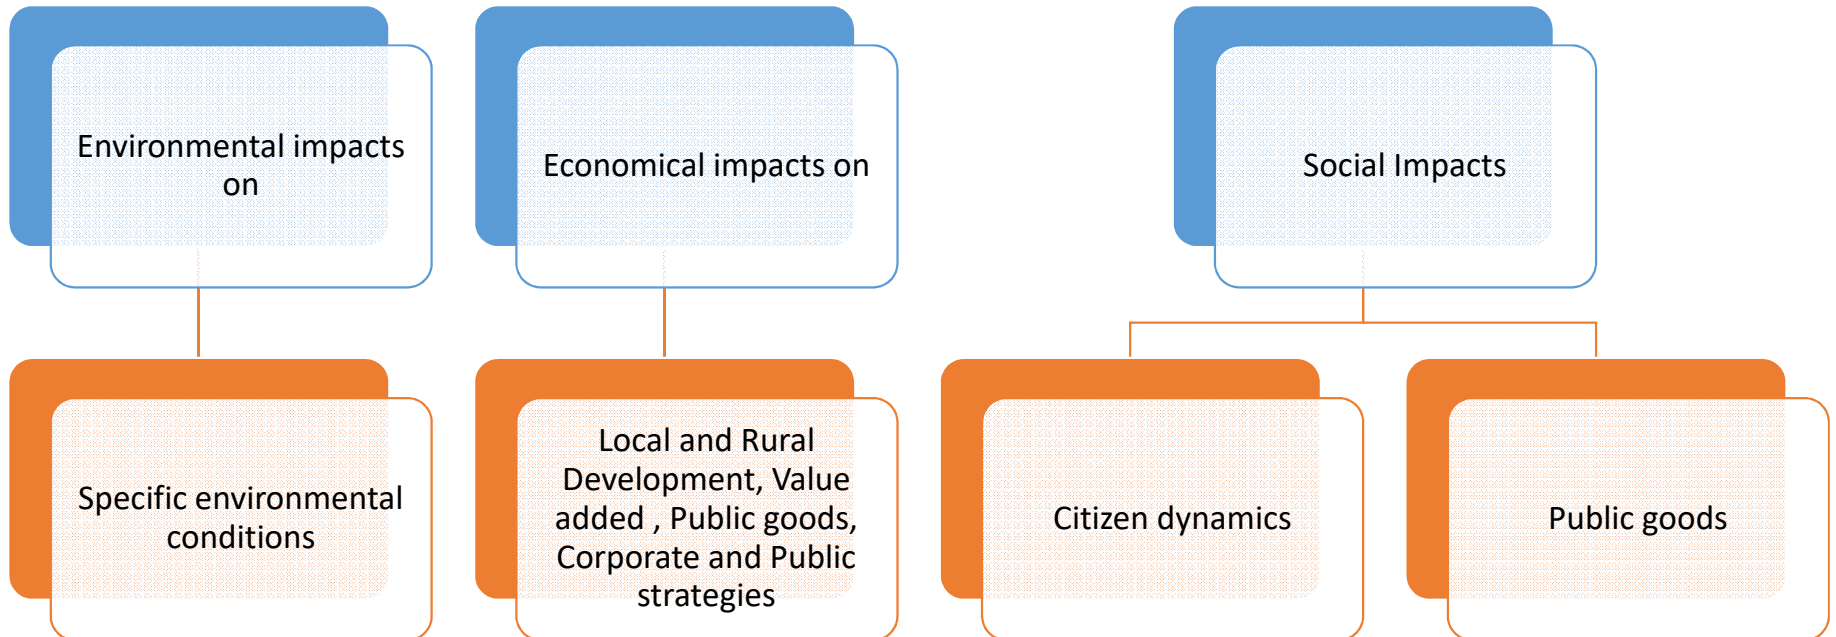 Environmental impacts
on
Economical impacts on
Social Impacts
Specific environmental
conditions
Local and Rural
Development, Value
added , Public goods,
Corporate and Public
strategies
Citizen dynamics
Public goods